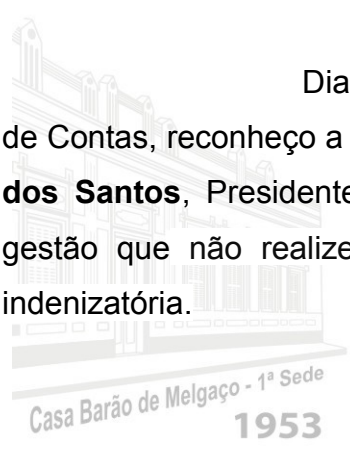 Dia
de Contas, reconheço a
dos Santos, Presidente
gestão que não realize
indenizatória.
Casa Barão de Melgaço - 1ª Sede
1953